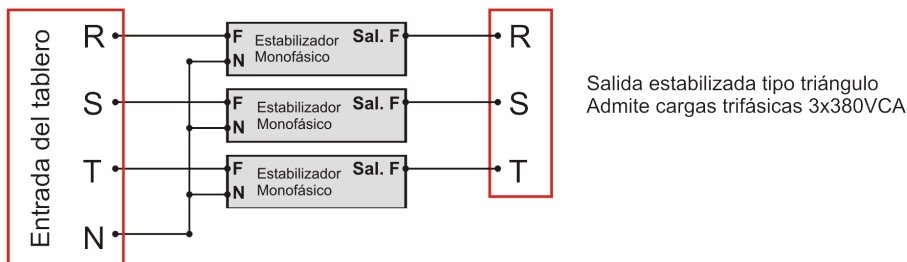 Entrada del tablero
R
S
T
N
F Estabilizador Sal. F
N Monofásico
F Estabilizador Sal. F
N Monofásico
F Estabilizador Sal. F
N Monofásico
R
S
T
Salida estabilizada tipo triángulo
Admite cargas trifásicas 3x380VCA